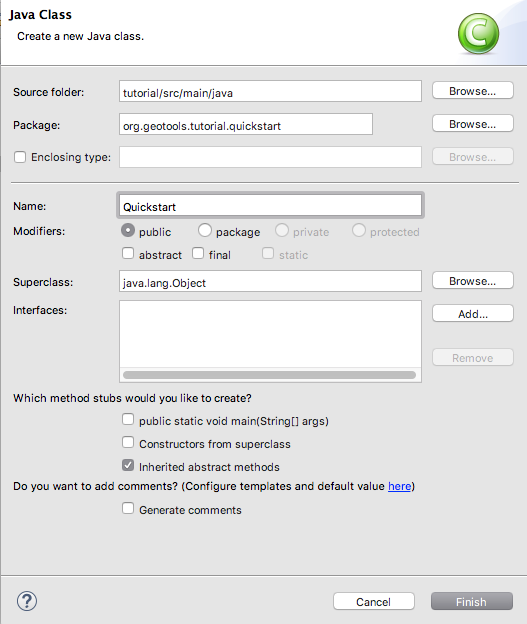 Java Class
Create a new Java class.
C
Source folder: tutorial/src/main/java Browse...
Package: org.geotools.tutorial.quickstart Browse...
Enclosing type: Browse...
Name: Quickstart
Modifiers: public package private protected
abstract final static
Superclass: java.lang.Object Browse...
Interfaces: Add...
Remove
Which method stubs would you like to create?
public static void main(String[] args)
Constructors from superclass
Inherited abstract methods
Do you want to add comments? (Configure templates and default value here)
Generate comments
? Cancel Finish